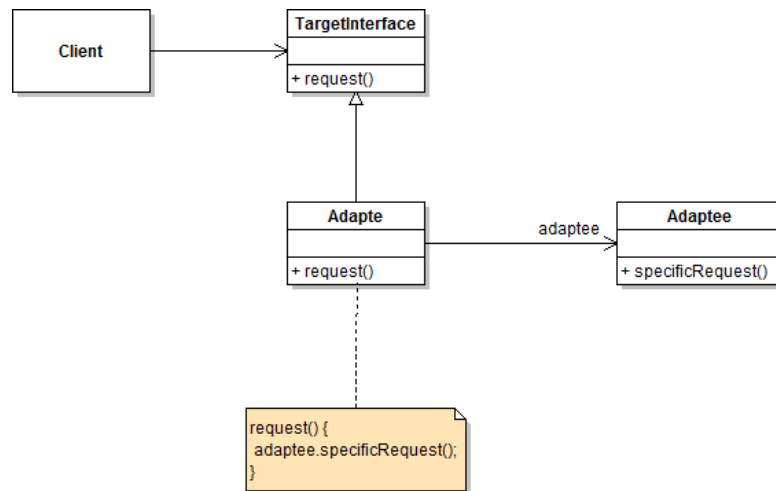 Client
TargetInterface
+ request()
Adapte
+ request()
adaptee
Adaptee
+ specificRequest()
request() {
adaptee.specificRequest();
}